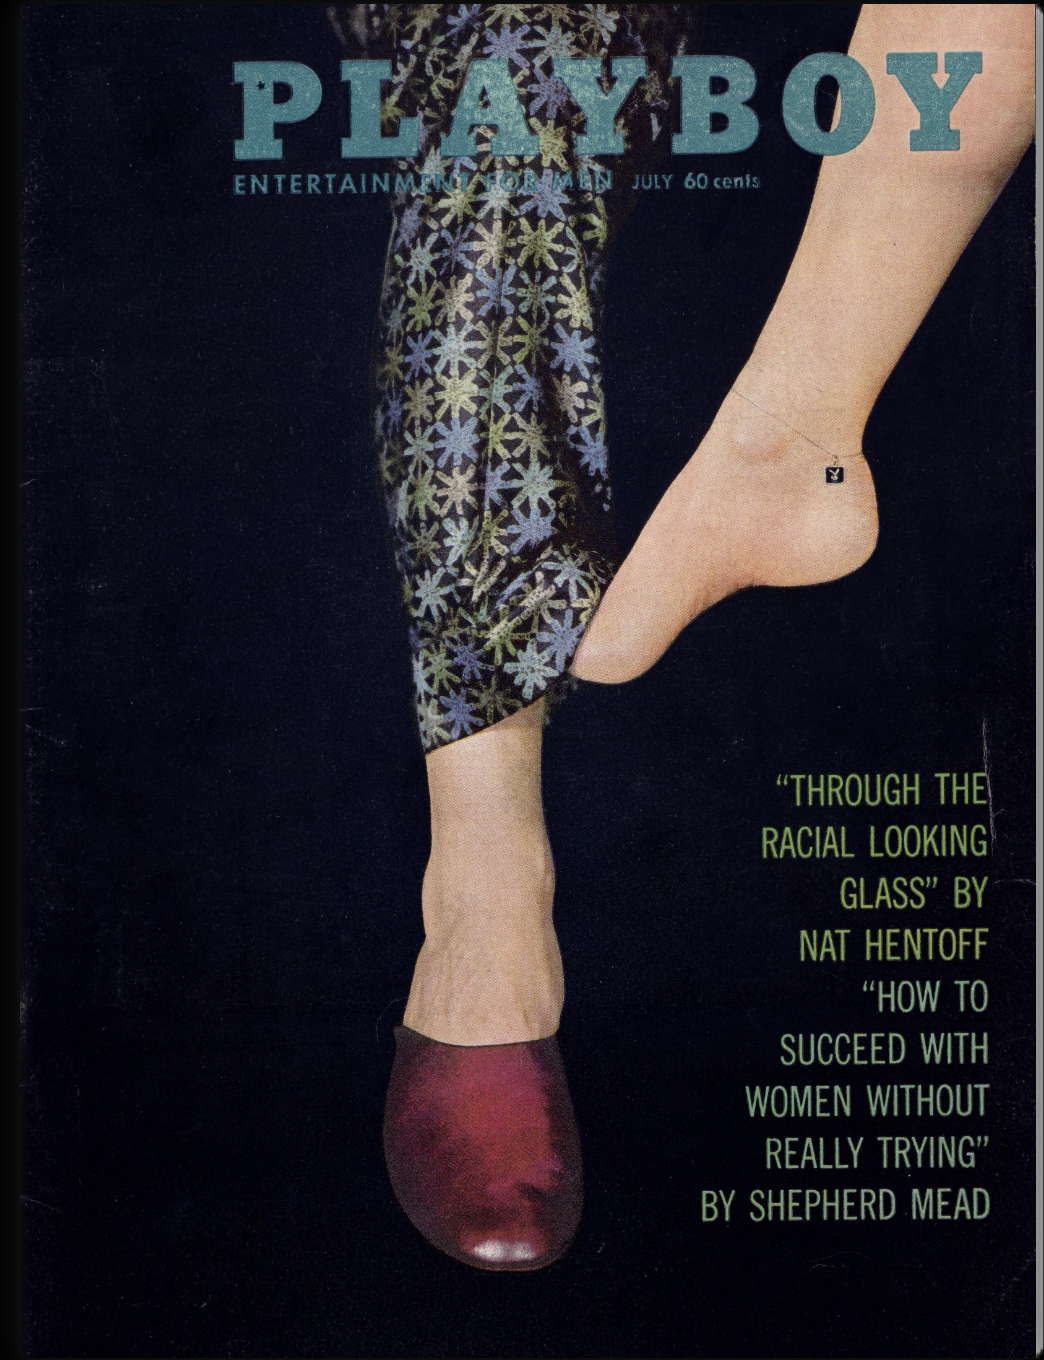 PLAYBOY
ENTERTAINMENT FOR MEN JULY 60 cents
“THROUGH THE
RACIAL LOOKING
GLASS” BY
NAT HENTOFF
“HOW TO
SUCCEED WITH
WOMEN WITHOUT
REALLY TRYING”
BY SHEPHERD MEAD